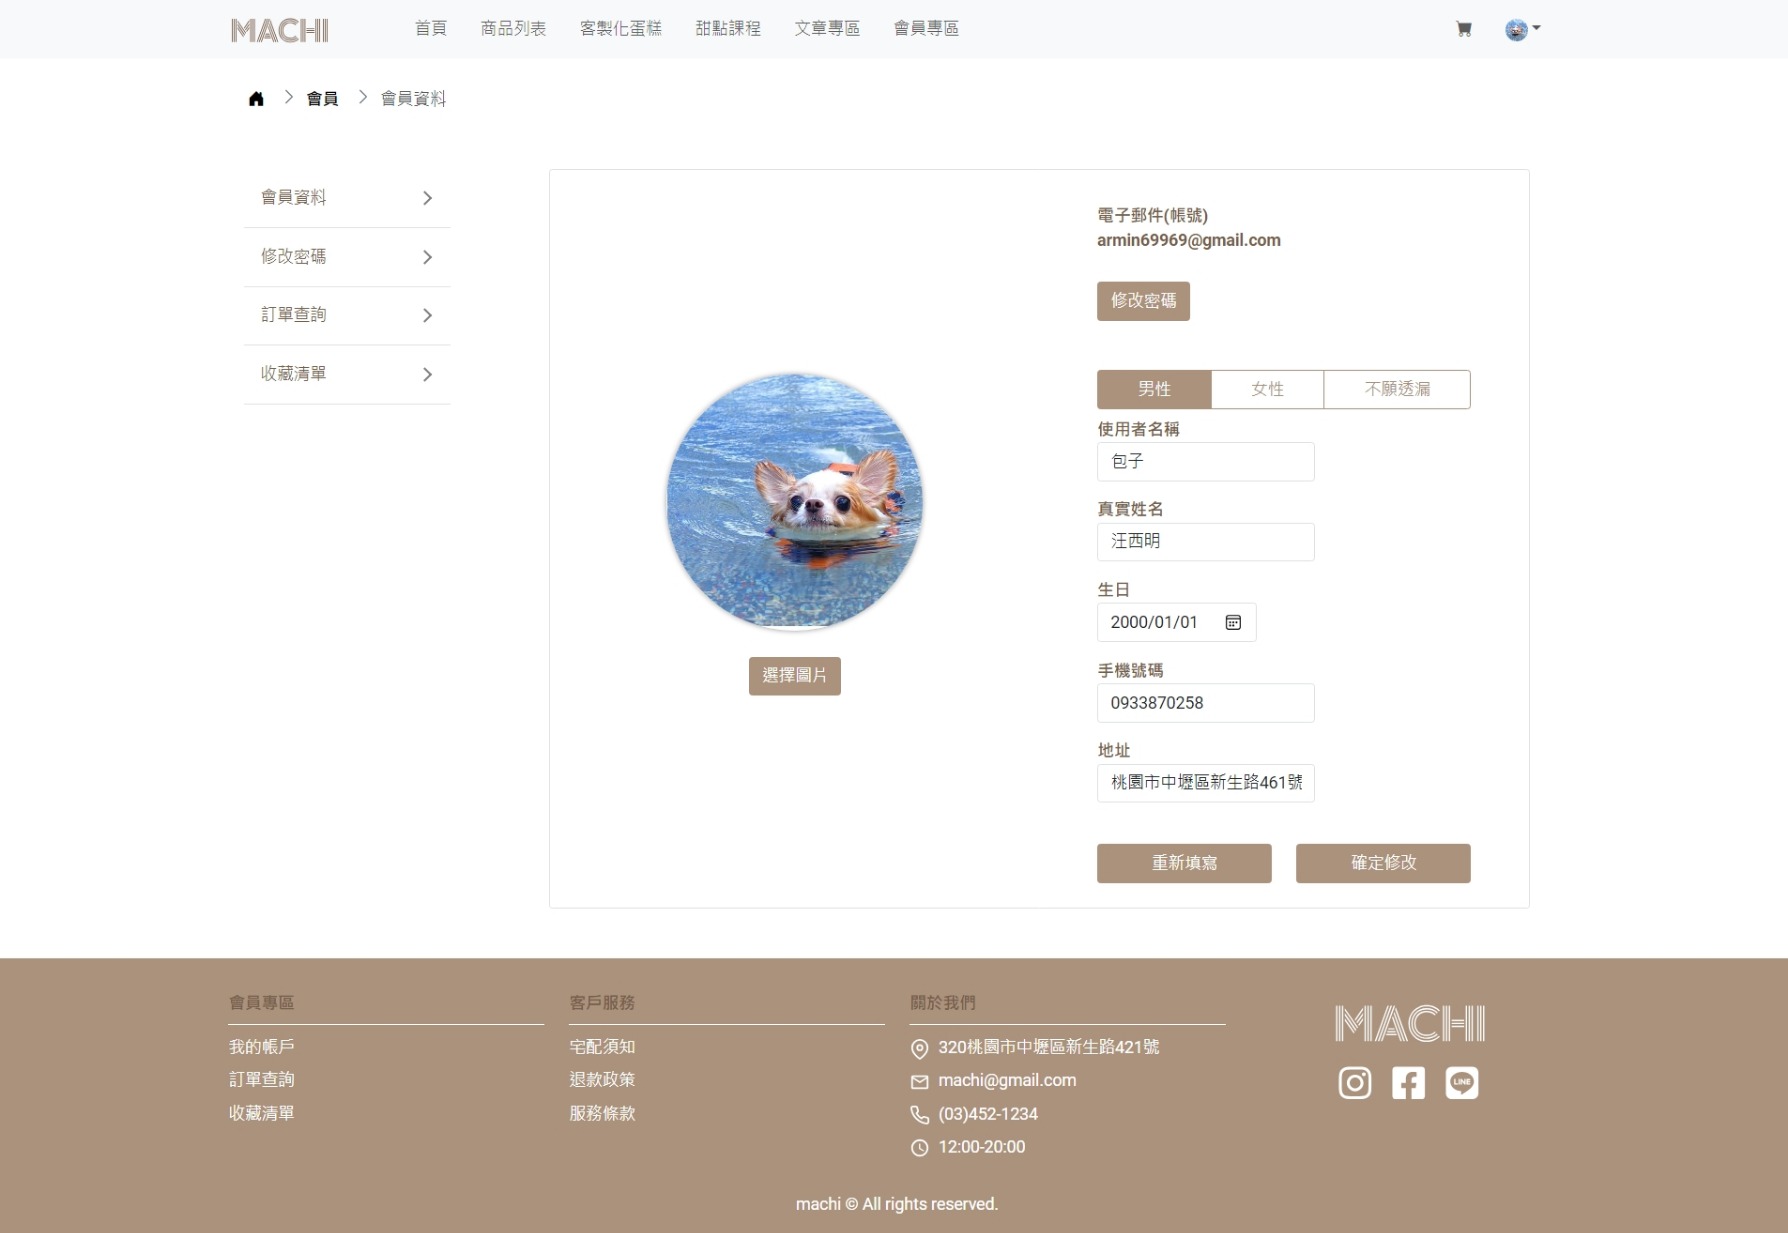 MACHI
首頁 商品列表 客製化蛋糕 甜點課程 文章專區 會員專區
會員 會員資料
會員資料
修改密碼
訂單查詢
收藏清單
選擇圖片
電子郵件(帳號)
armin69969@gmail.com
修改密碼
男性 女性 不願透漏
使用者名稱
包子
真實姓名
汪西明
生日
2000/01/01
手機號碼
0933870258
地址
桃園市中壢區新生路461號
重新填寫 確定修改
會員專區
我的帳戶
訂單查詢
收藏清單
客戶服務
宅配須知
退款政策
服務條款
關於我們
320桃園市中壢區新生路421號
machi@gmail.com
(03)452-1234
12:00-20:00
MACHI
LINE
machi © All rights reserved.